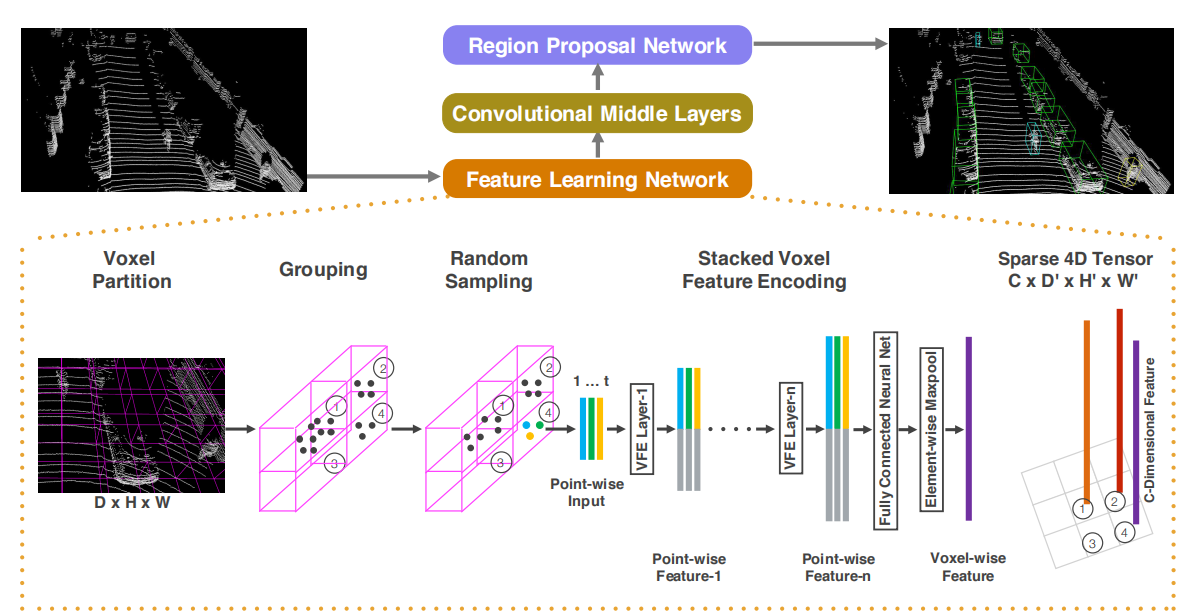 Region Proposal Network
Convolutional Middle Layers
Feature Learning Network
Voxel
Partition
Grouping
Random
Sampling
Stacked Voxel
Feature Encoding
Sparse 4D Tensor
C x D' x H' x W'
D x H x W
1
2
3
4
1
2
3
4
1 ... t
Point-wise
Input
VFE Layer-1
Point-wise
Feature-1
VFE Layer-n
Point-wise
Feature-n
Fully Connected Neural Net
Element-wise Maxpool
Voxel-wise
Feature
C-Dimensional Feature
1
2
3
4